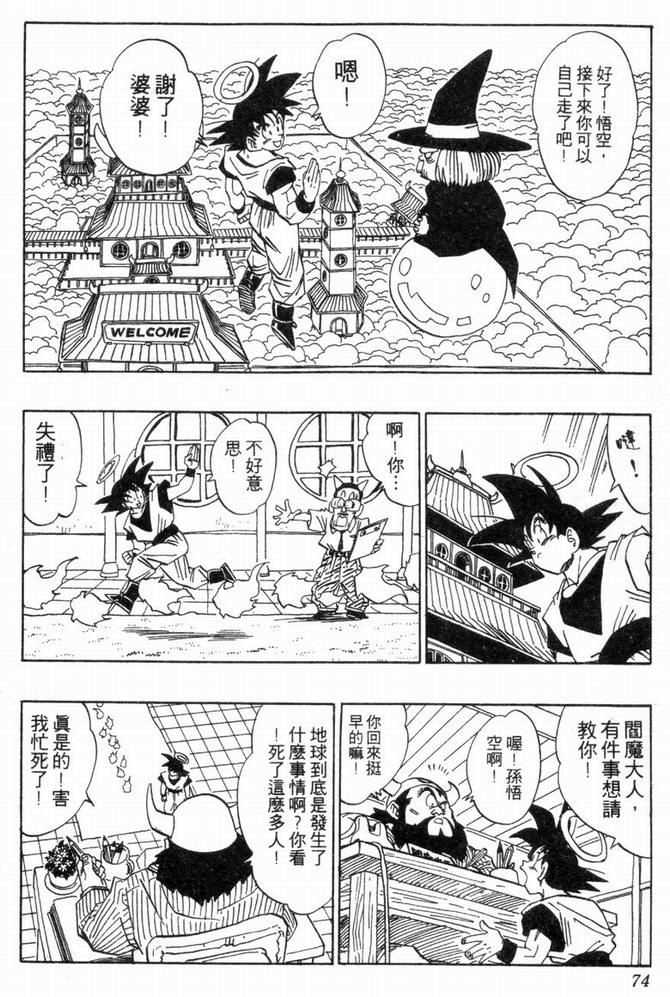 好了！悟空，
接下來你可以
自己走了吧！
嗯！
謝了！
婆婆！
WELCOME
噠！
啊！你…
不好意
思！
失禮了！
閻魔大人，
有件事想請
教你！
喔！孫悟
空啊！
你回來挺
早的嘛！
地球到底是發生了
什麼事情啊？你看
！死了這麼多人！
真是的！害
我忙死了！
74